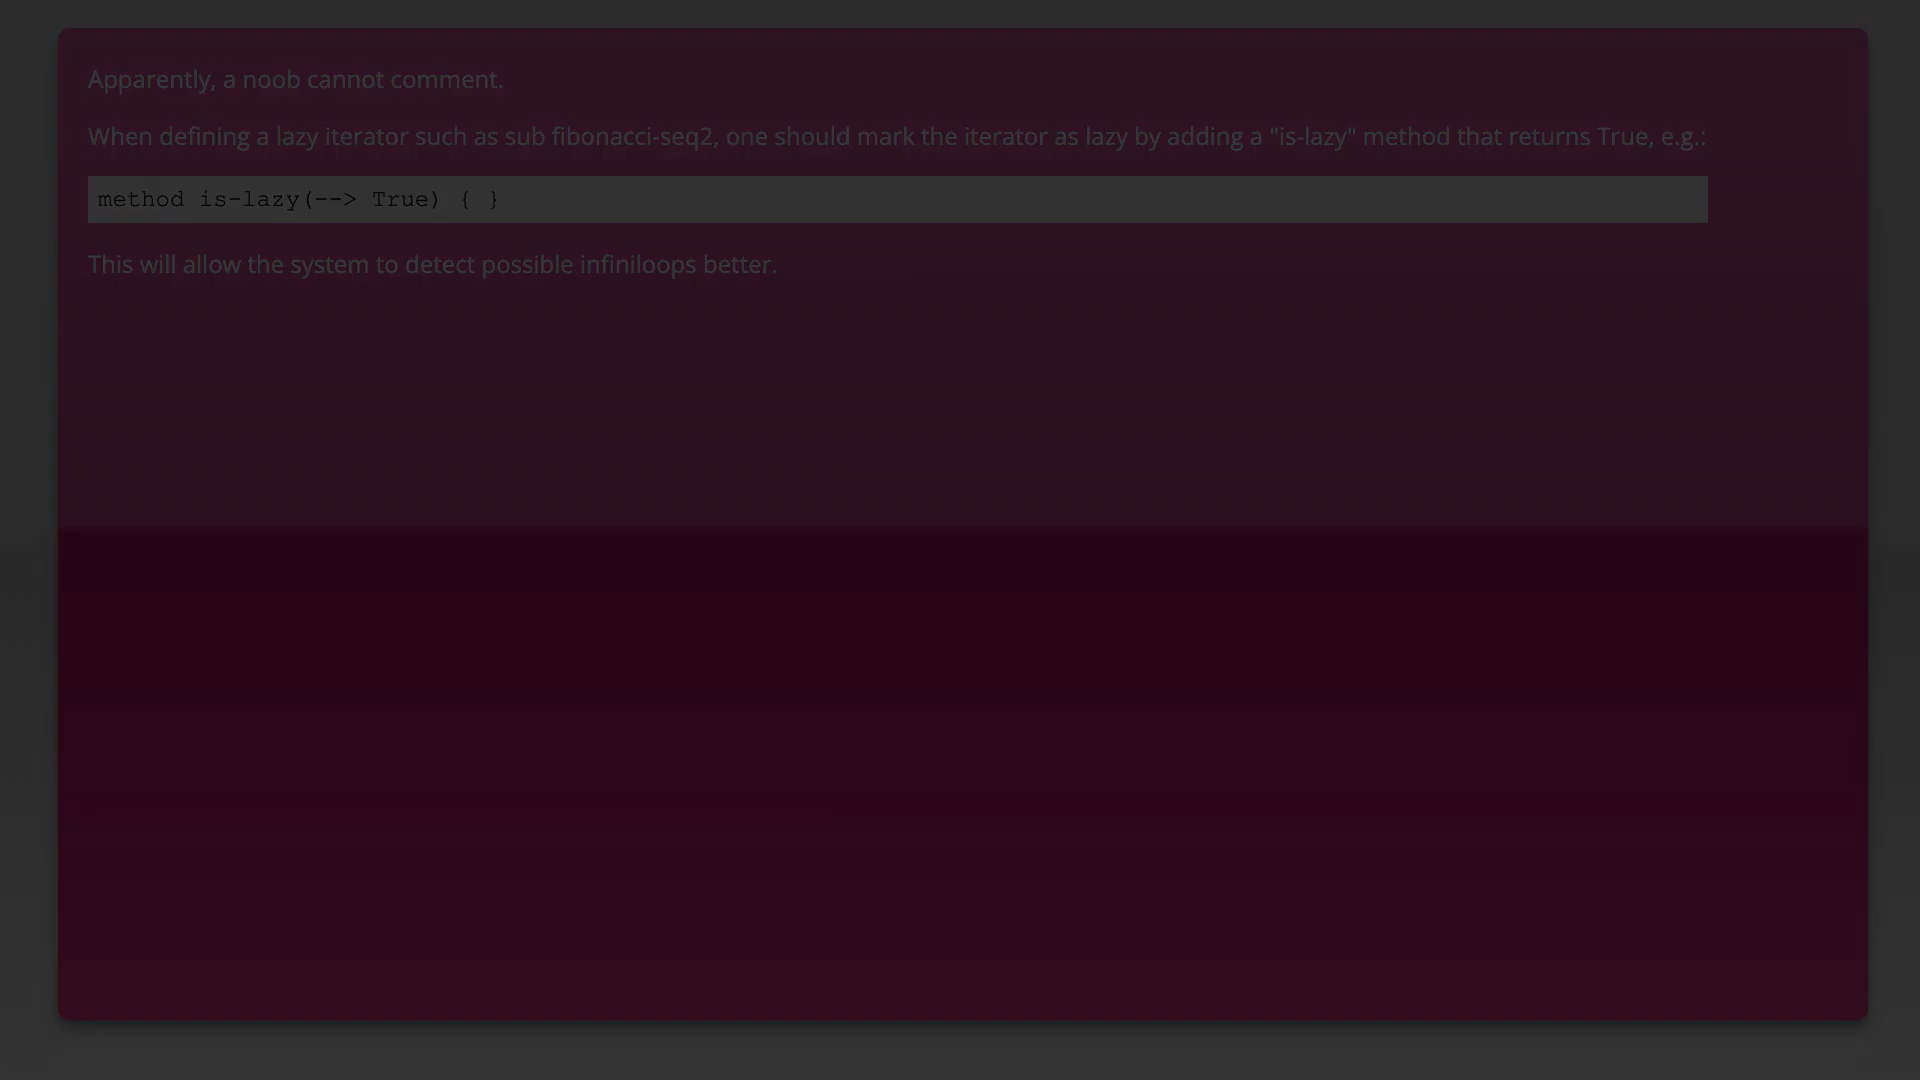 Apparently, a noob cannot comment.
When defining a lazy iterator such as sub fibonacci-seq2, one should mark the iterator as lazy by adding a "is-lazy" method that returns True, e.g.:
method is-lazy(--> True) { }
This will allow the system to detect possible infiniloops better.